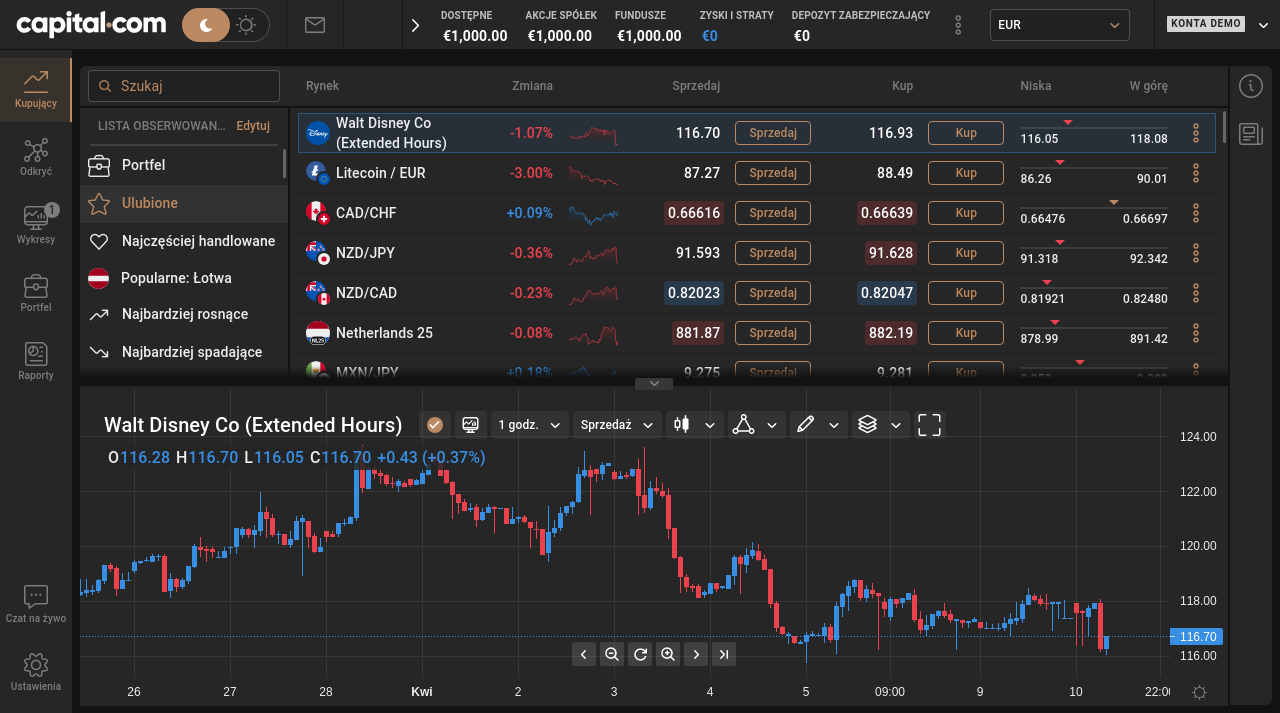 capital.com
DOSTĘPNE
€1,000.00
AKCJE SPÓŁEK
€1,000.00
FUNDUSZE
€1,000.00
ZYSKI I STRATY
€0
DEPOZYT ZABEZPIECZAJĄCY
€0
EUR
KONTO DEMO
Kupujący
Odkryć
1
Wykresy
Portfel
Raporty
Czat na żywo
Ustawienia
Szukaj
LISTA OBSERWOWAN... Edytuj
Portfel
Ulubione
Najczęściej handlowane
Popularne: Łotwa
Najbardziej rosnące
Najbardziej spadające
Rynek Zmiana Sprzedaj Kup Niska W górę
Disney Walt Disney Co (Extended Hours) -1.07% 116.70 Sprzedaj 116.93 Kup 116.05 118.08
Litecoin / EUR -3.00% 87.27 Sprzedaj 88.49 Kup 86.26 90.01
CAD/CHF +0.09% 0.66616 Sprzedaj 0.66639 Kup 0.66476 0.66697
NZD/JPY -0.36% 91.593 Sprzedaj 91.628 Kup 91.318 92.342
NZD/CAD -0.23% 0.82023 Sprzedaj 0.82047 Kup 0.81921 0.82480
NL25 Netherlands 25 -0.08% 881.87 Sprzedaj 882.19 Kup 878.99 891.42
MXN/JPY +0.18% 9.275 Sprzedaj 9.281 Kup
Walt Disney Co (Extended Hours) 1 godz. Sprzedaż
O116.28 H116.70 L116.05 C116.70 +0.43 (+0.37%)
124.00
122.00
120.00
118.00
116.70
116.00
26 27 28 Kwi 2 3 4 5 09:00 9 10 22:0